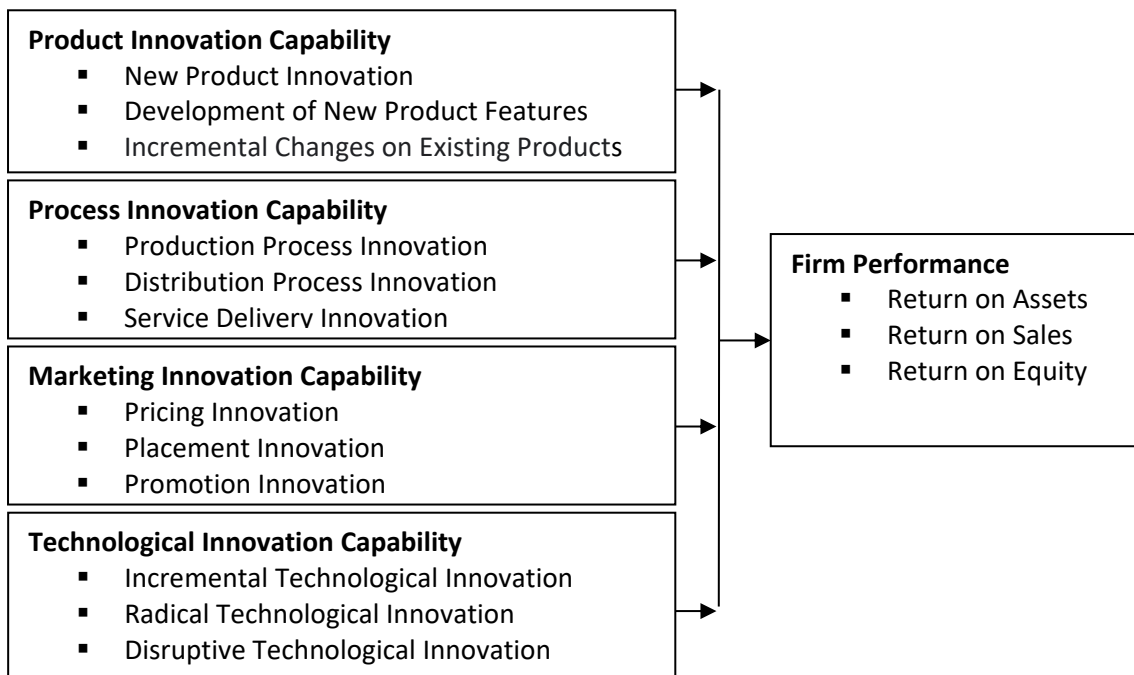 Product Innovation Capability
▪ New Product Innovation
▪ Development of New Product Features
▪ Incremental Changes on Existing Products
Process Innovation Capability
▪ Production Process Innovation
▪ Distribution Process Innovation
▪ Service Delivery Innovation
Marketing Innovation Capability
▪ Pricing Innovation
▪ Placement Innovation
▪ Promotion Innovation
Technological Innovation Capability
▪ Incremental Technological Innovation
▪ Radical Technological Innovation
▪ Disruptive Technological Innovation
Firm Performance
▪ Return on Assets
▪ Return on Sales
▪ Return on Equity